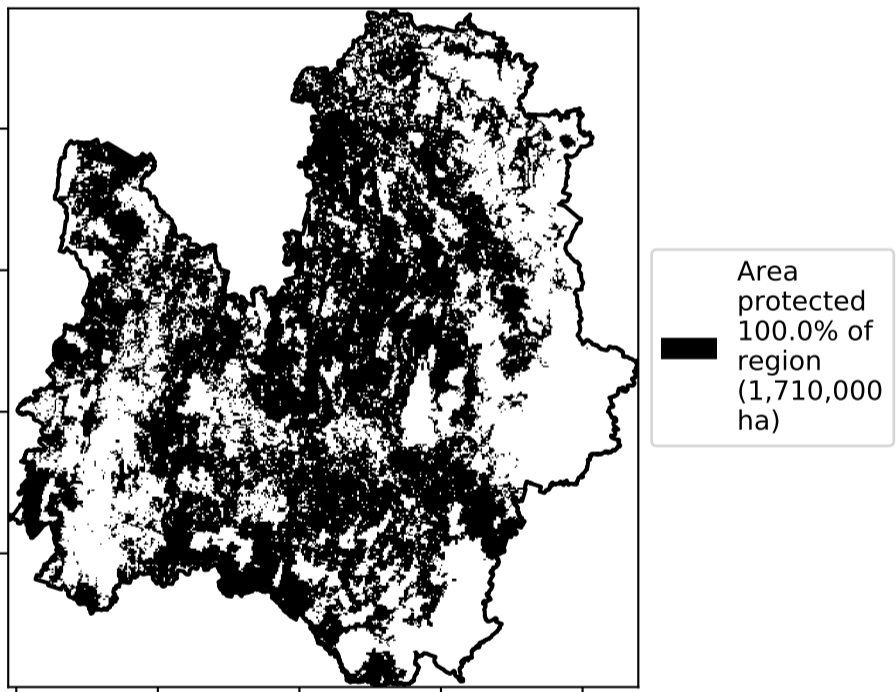 Area
protected
100.0% of
region
(1,710,000
ha)